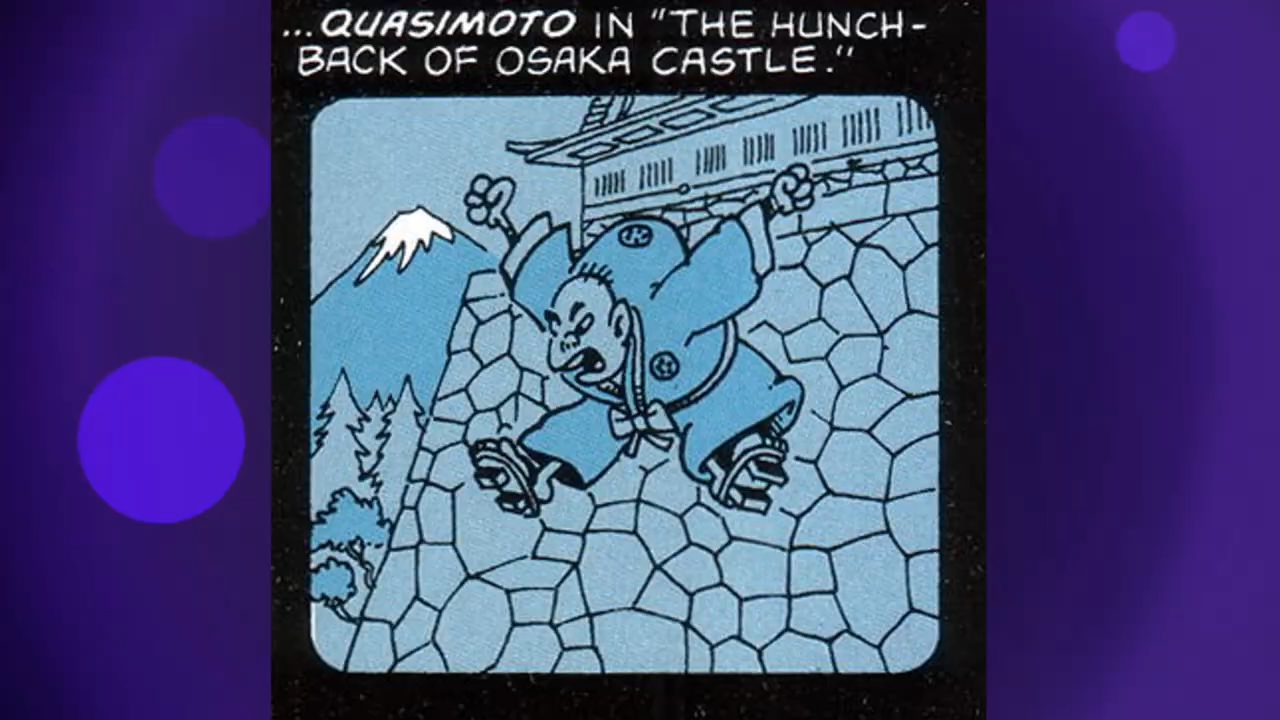 ...QUASIMOTO IN "THE HUNCH-
BACK OF OSAKA CASTLE."